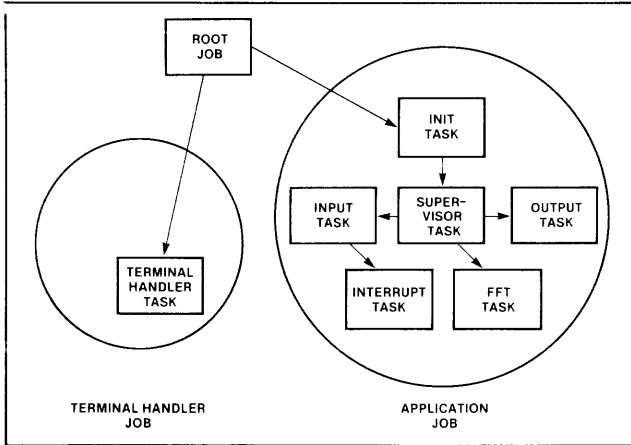 ROOT
JOB
INIT
TASK
INPUT
TASK
SUPER-
VISOR
TASK
OUTPUT
TASK
TERMINAL
HANDLER
TASK
INTERRUPT
TASK
FFT
TASK
TERMINAL HANDLER
JOB
APPLICATION
JOB